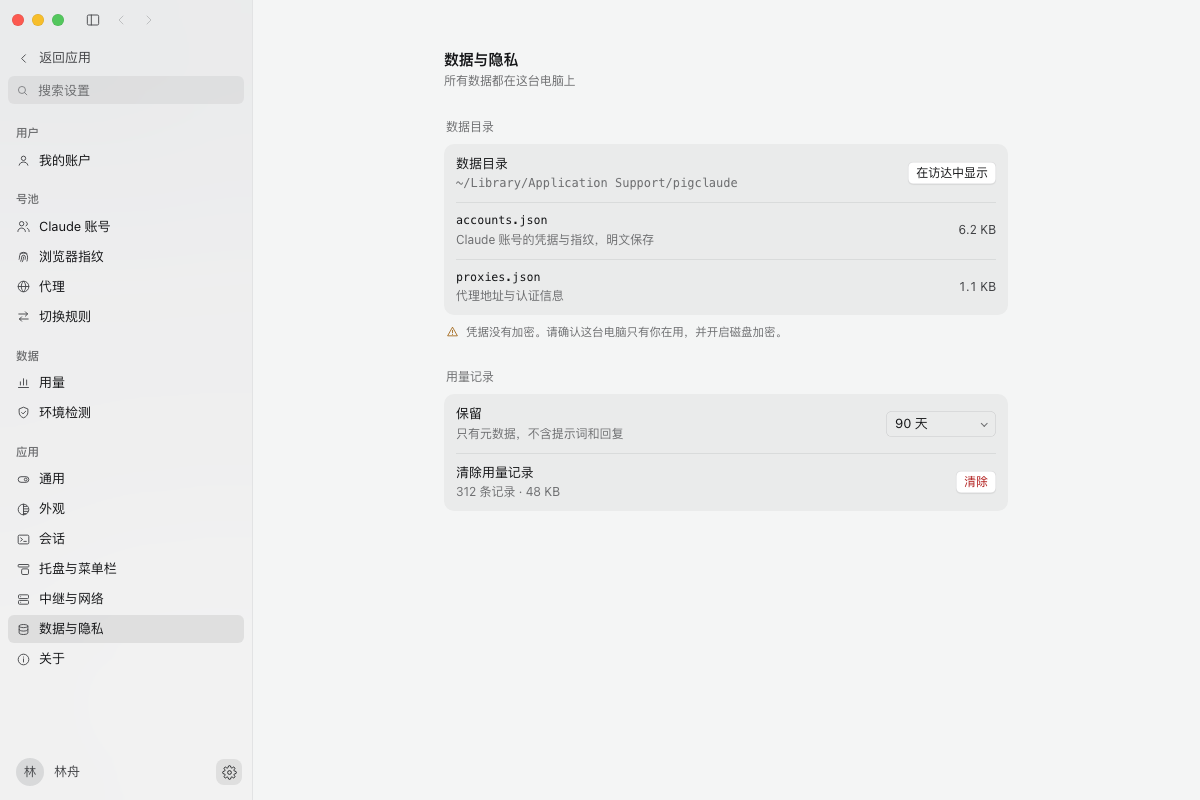 返回应用
搜索设置
用户
我的账户
号池
Claude 账号
浏览器指纹
代理
切换规则
数据
用量
环境检测
应用
通用
外观
会话
托盘与菜单栏
中继与网络
数据与隐私
关于
林 林舟
数据与隐私
所有数据都在这台电脑上
数据目录
数据目录
~/Library/Application Support/pigclaude
在访达中显示
accounts.json
Claude 账号的凭据与指纹，明文保存
6.2 KB
proxies.json
代理地址与认证信息
1.1 KB
凭据没有加密。请确认这台电脑只有你在用，并开启磁盘加密。
用量记录
保留
只有元数据，不含提示词和回复
90 天
清除用量记录
312 条记录 · 48 KB
清除